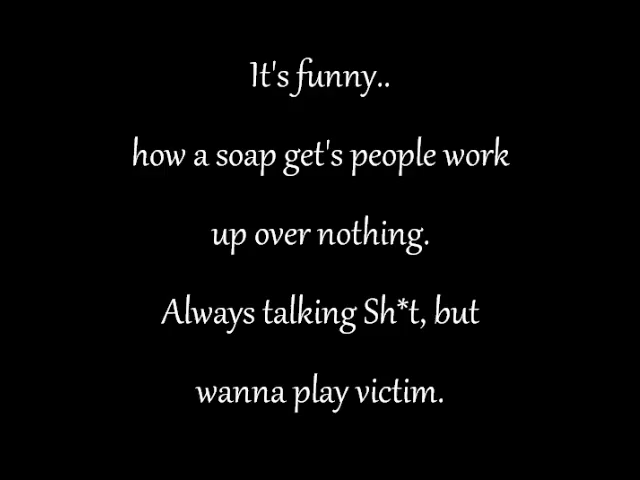 It's funny..
how a soap get's people work
up over nothing.
Always talking Sh*t, but
wanna play victim.